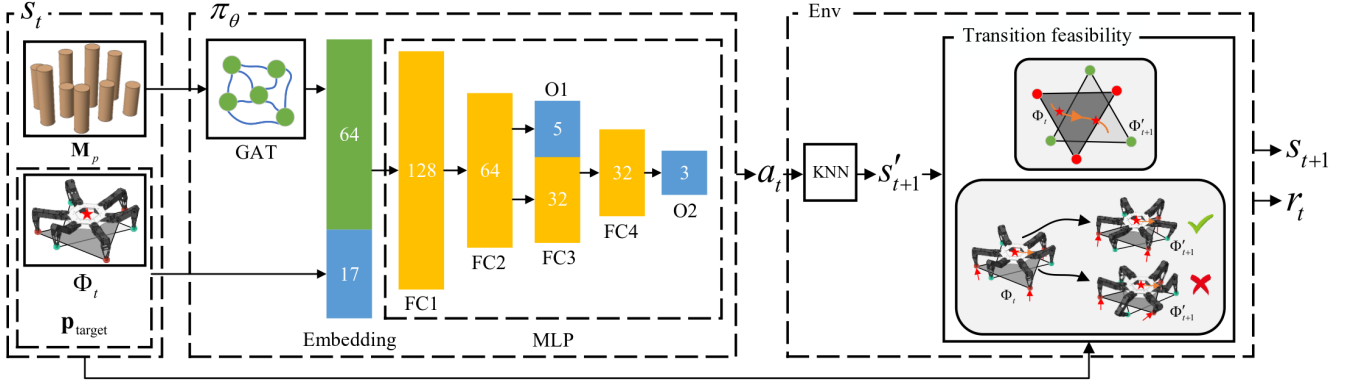 s_t
M_p
Φ_t
p_target
π_θ
GAT
64
17
Embedding
128
FC1
64
FC2
O1
5
32
FC3
32
FC4
3
O2
MLP
a_t
Env
KNN
s′_{t+1}
Transition feasibility
Φ_t
Φ′_{t+1}
Φ_t
Φ′_{t+1}
Φ′_{t+1}
s_{t+1}
r_t